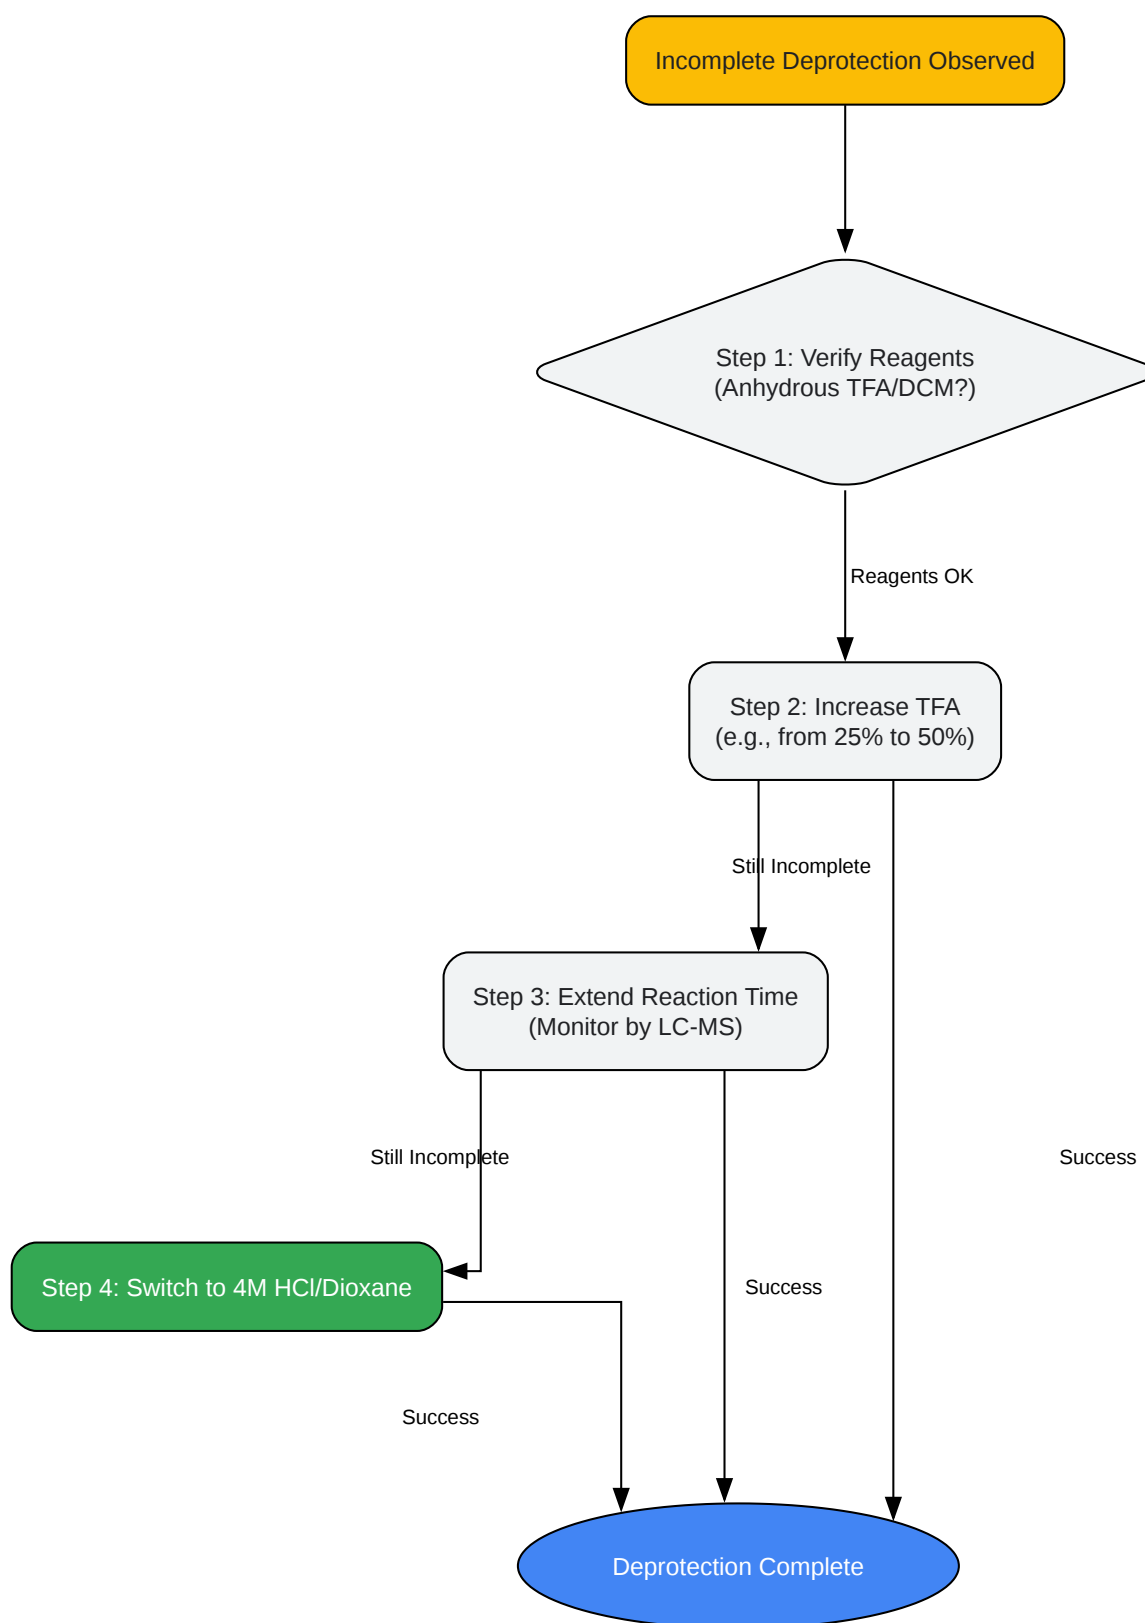 Incomplete Deprotection Observed
Step 1: Verify Reagents
(Anhydrous TFA/DCM?)
Reagents OK
Step 2: Increase TFA
(e.g., from 25% to 50%)
Still Incomplete
Step 3: Extend Reaction Time
(Monitor by LC-MS)
Still Incomplete
Success
Step 4: Switch to 4M HCl/Dioxane
Success
Success
Deprotection Complete